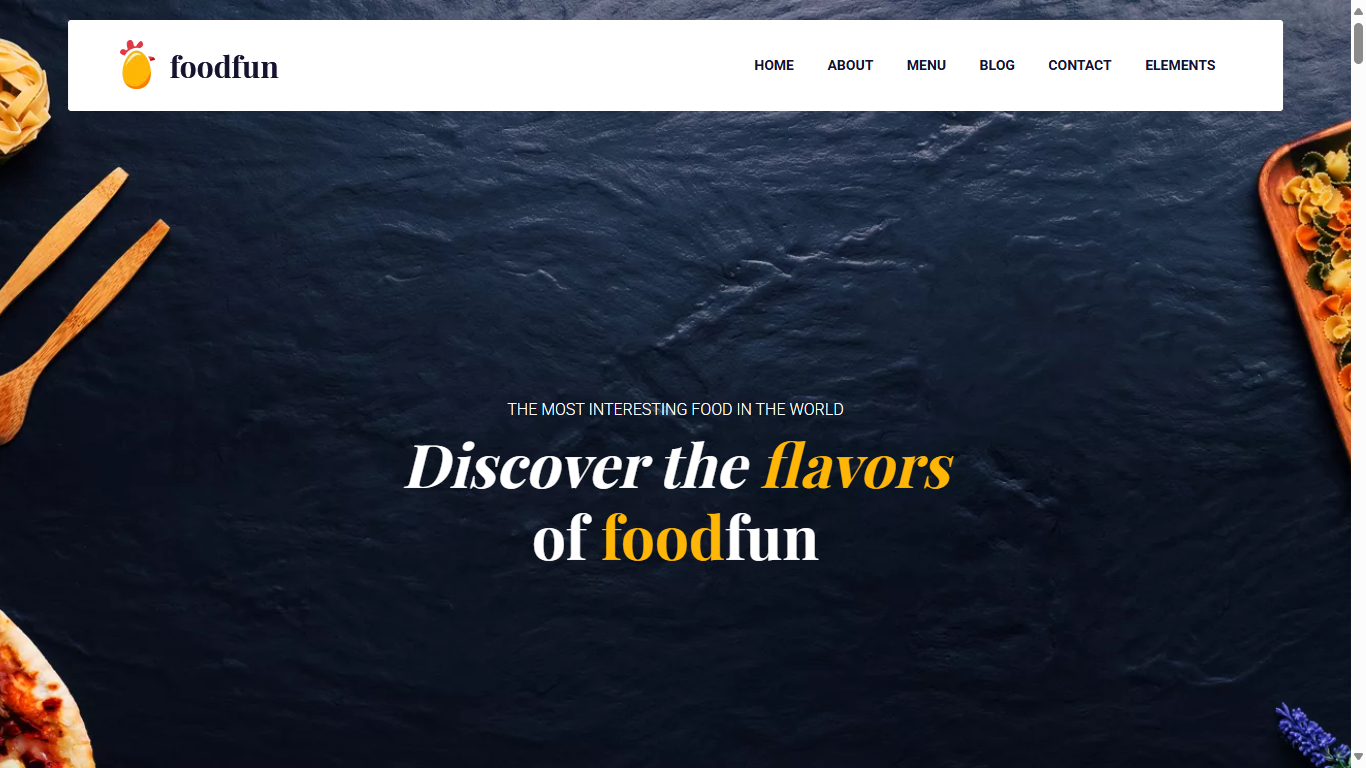 foodfun
HOME ABOUT MENU BLOG CONTACT ELEMENTS
THE MOST INTERESTING FOOD IN THE WORLD
Discover the flavors
of foodfun